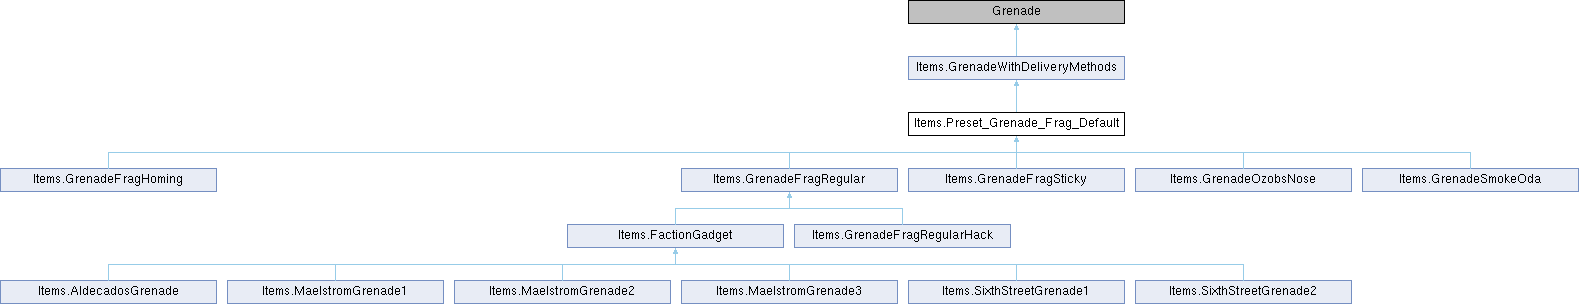 Grenade
Items.GrenadeWithDeliveryMethods
Items.Preset_Grenade_Frag_Default
Items.GrenadeFragHoming
Items.GrenadeFragRegular
Items.GrenadeFragSticky
Items.GrenadeOzobsNose
Items.GrenadeSmokeOda
Items.FactionGadget
Items.GrenadeFragRegularHack
Items.AldecadosGrenade
Items.MaelstromGrenade1
Items.MaelstromGrenade2
Items.MaelstromGrenade3
Items.SixthStreetGrenade1
Items.SixthStreetGrenade2